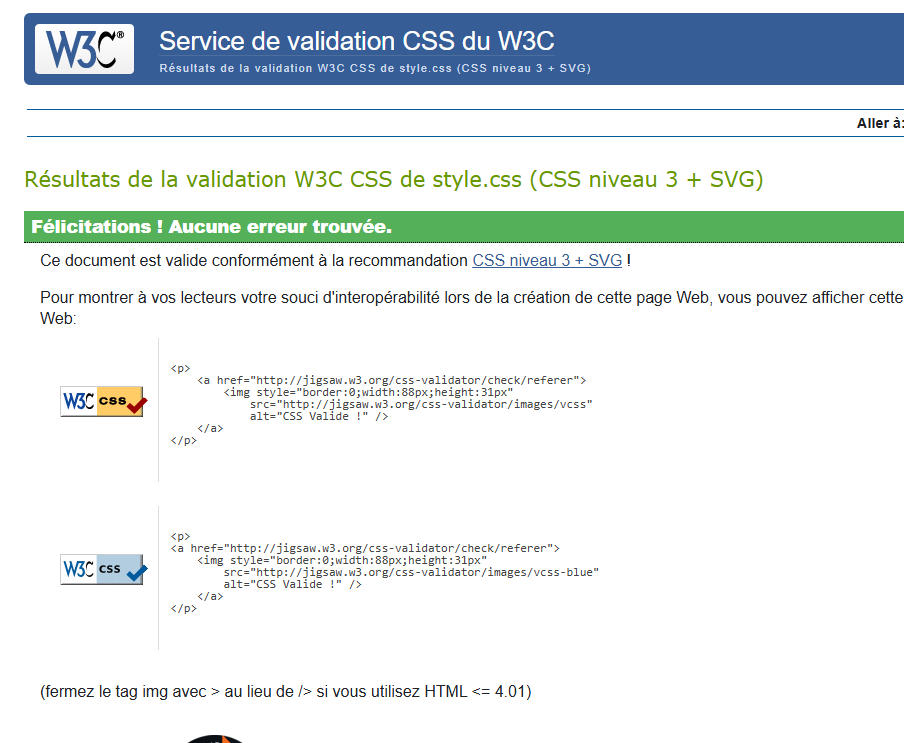 W3C®
Service de validation CSS du W3C
Résultats de la validation W3C CSS de style.css (CSS niveau 3 + SVG)
Aller à:
Résultats de la validation W3C CSS de style.css (CSS niveau 3 + SVG)
Félicitations ! Aucune erreur trouvée.
Ce document est valide conformément à la recommandation CSS niveau 3 + SVG !
Pour montrer à vos lecteurs votre souci d'interopérabilité lors de la création de cette page Web, vous pouvez afficher cette
Web:
W3C css
<p>
    <a href="http://jigsaw.w3.org/css-validator/check/referer">
        <img style="border:0;width:88px;height:31px"
            src="http://jigsaw.w3.org/css-validator/images/vcss"
            alt="CSS Valide !" />
    </a>
</p>
W3C css
<p>
<a href="http://jigsaw.w3.org/css-validator/check/referer">
    <img style="border:0;width:88px;height:31px"
        src="http://jigsaw.w3.org/css-validator/images/vcss-blue"
        alt="CSS Valide !" />
    </a>
</p>
(fermez le tag img avec > au lieu de /> si vous utilisez HTML <= 4.01)